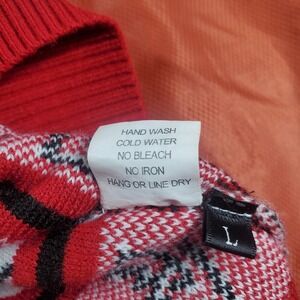 HAND WASH
COLD WATER
NO BLEACH
NO IRON
HANG OR LINE DRY
L